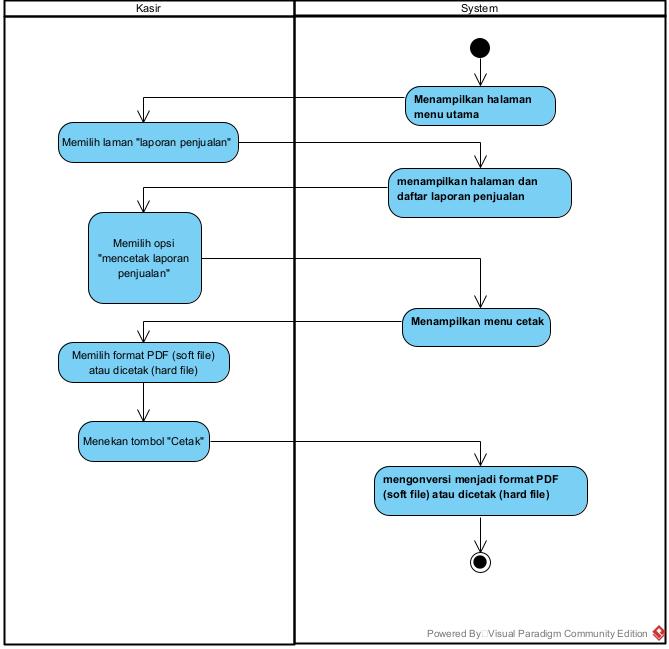 Kasir
System
Menampilkan halaman
menu utama
Memilih laman "laporan penjualan"
menampilkan halaman dan
daftar laporan penjualan
Memilih opsi
"mencetak laporan
penjualan"
Menampilkan menu cetak
Memilih format PDF (soft file)
atau dicetak (hard file)
Menekan tombol "Cetak"
mengonversi menjadi format PDF
(soft file) atau dicetak (hard file)
Powered By Visual Paradigm Community Edition